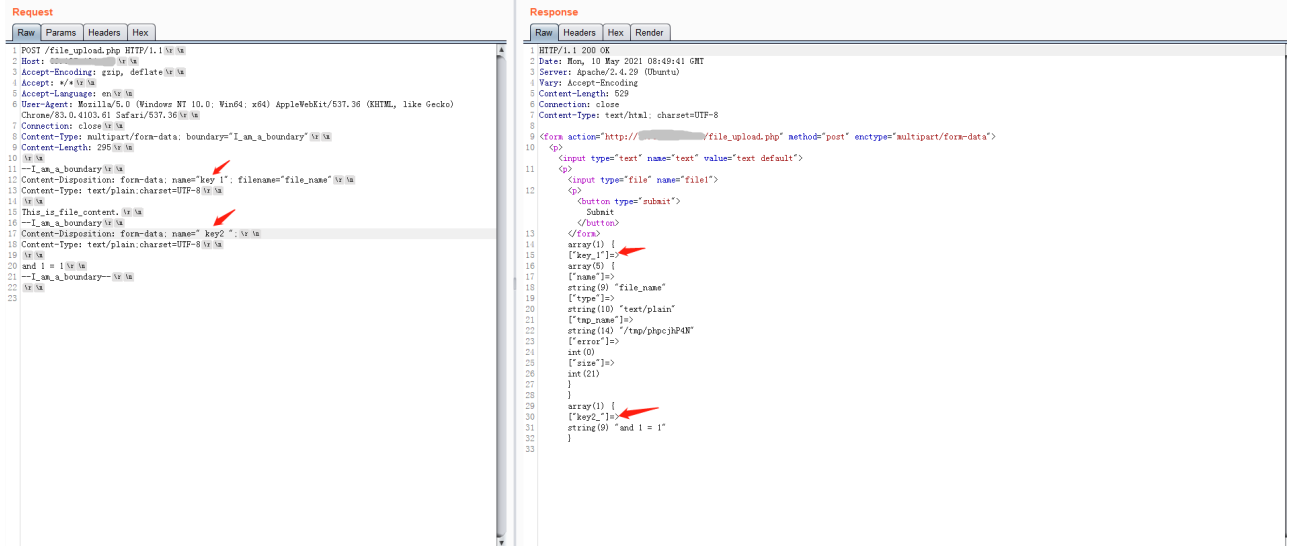 Request
Raw Params Headers Hex
1 POST /file_upload.php HTTP/1.1 \r \n
2 Host: \r \n
3 Accept-Encoding: gzip, deflate \r \n
4 Accept: */* \r \n
5 Accept-Language: en \r \n
6 User-Agent: Mozilla/5.0 (Windows NT 10.0; Win64; x64) AppleWebKit/537.36 (KHTML, like Gecko)
Chrome/83.0.4103.61 Safari/537.36 \r \n
7 Connection: close \r \n
8 Content-Type: multipart/form-data; boundary="I_am_a_boundary" \r \n
9 Content-Length: 295 \r \n
10 \r \n
11 --I_am_a_boundary \r \n
12 Content-Disposition: form-data; name="key 1"; filename="file_name" \r \n
13 Content-Type: text/plain;charset=UTF-8 \r \n
14 \r \n
15 This_is_file_content. \r \n
16 --I_am_a_boundary \r \n
17 Content-Disposition: form-data; name=" key2 "; \r \n
18 Content-Type: text/plain;charset=UTF-8 \r \n
19 \r \n
20 and 1 = 1 \r \n
21 --I_am_a_boundary-- \r \n
22 \r \n
23
Response
Raw Headers Hex Render
1 HTTP/1.1 200 OK
2 Date: Mon, 10 May 2021 08:49:41 GMT
3 Server: Apache/2.4.29 (Ubuntu)
4 Vary: Accept-Encoding
5 Content-Length: 529
6 Connection: close
7 Content-Type: text/html; charset=UTF-8
8
9 <form action="http:// /file_upload.php" method="post" enctype="multipart/form-data">
10 <p>
<input type="text" name="text" value="text default">
11 <p>
<input type="file" name="file1">
12 <p>
<button type="submit">
Submit
</button>
13 </form>
14 array(1) {
15 ["key_1"]=>
16 array(5) {
17 ["name"]=>
18 string(9) "file_name"
19 ["type"]=>
20 string(10) "text/plain"
21 ["tmp_name"]=>
22 string(14) "/tmp/phpcjhP4N"
23 ["error"]=>
24 int(0)
25 ["size"]=>
26 int(21)
27 }
28 }
29 array(1) {
30 ["key2_"]=>
31 string(9) "and 1 = 1"
32 }
33